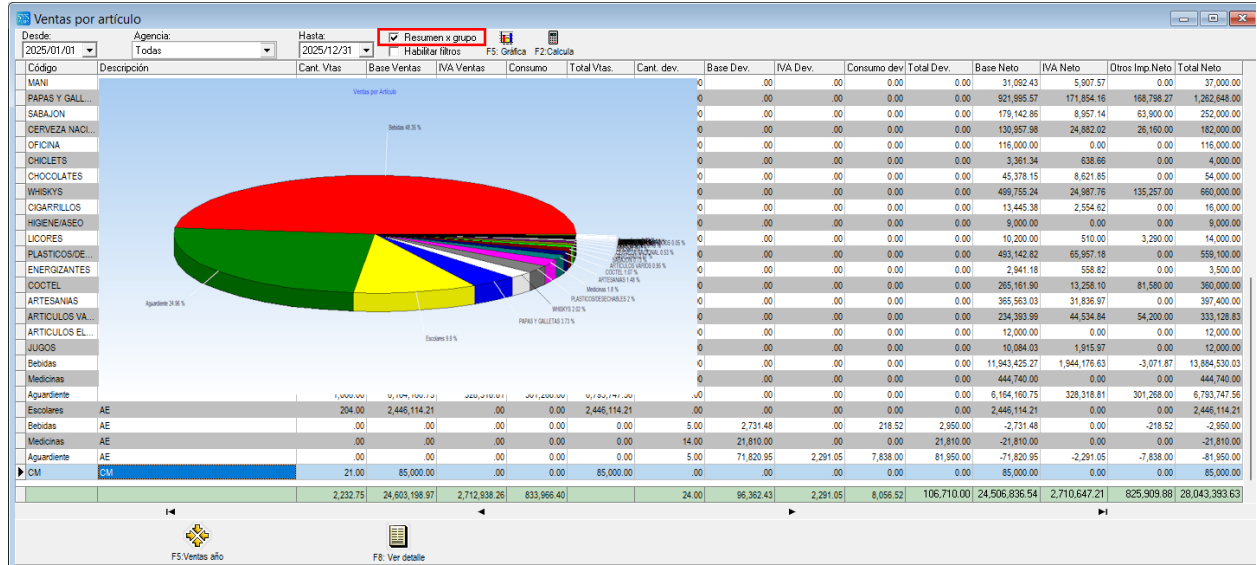 Ventas por artículo
Desde: Agencia: Hasta: Resumen x grupo
2025/01/01 Todas 2025/12/31 Habilitar filtros F5: Gráfica F2:Calcula
Código Descripción Cant. Vtas Base Ventas IVA Ventas Consumo Total Vtas. Cant. dev. Base Dev. IVA Dev. Consumo dev Total Dev. Base Neto IVA Neto Otros Imp.Neto Total Neto
MANI .00 0.00 0.00 31,092.43 5,907.57 0.00 37,000.00
PAPAS Y GALL... .00 0.00 0.00 921,995.57 171,854.16 168,798.27 1,262,648.00
SABAJON .00 0.00 0.00 179,142.86 8,957.14 63,900.00 252,000.00
CERVEZA NACI... .00 0.00 0.00 130,957.98 24,882.02 26,160.00 182,000.00
OFICINA .00 0.00 0.00 116,000.00 0.00 0.00 116,000.00
CHICLETS .00 0.00 0.00 3,361.34 638.66 0.00 4,000.00
CHOCOLATES .00 0.00 0.00 45,378.15 8,621.85 0.00 54,000.00
WHISKYS .00 0.00 0.00 499,755.24 24,987.76 135,257.00 660,000.00
CIGARRILLOS .00 0.00 0.00 13,445.38 2,554.62 0.00 16,000.00
HIGIENE/ASEO .00 0.00 0.00 9,000.00 0.00 0.00 9,000.00
LICORES .00 0.00 0.00 10,200.00 510.00 3,290.00 14,000.00
PLASTICOS/DE... .00 0.00 0.00 493,142.82 65,957.18 0.00 559,100.00
ENERGIZANTES .00 0.00 0.00 2,941.18 558.82 0.00 3,500.00
COCTEL .00 0.00 0.00 265,161.90 13,258.10 81,580.00 360,000.00
ARTESANIAS .00 0.00 0.00 365,563.03 31,836.97 0.00 397,400.00
ARTICULOS VA... .00 0.00 0.00 234,393.99 44,534.84 54,200.00 333,128.83
ARTICULOS EL... .00 0.00 0.00 12,000.00 0.00 0.00 12,000.00
JUGOS .00 0.00 0.00 10,084.03 1,915.97 0.00 12,000.00
Bebidas .00 0.00 0.00 11,943,425.27 1,944,176.63 -3,071.87 13,884,530.03
Medicinas .00 0.00 0.00 444,740.00 0.00 0.00 444,740.00
Aguardiente .00 .00 .00 0.00 0.00 6,164,160.75 328,318.81 301,268.00 6,793,747.56
Escolares AE 204.00 2,446,114.21 .00 0.00 2,446,114.21 .00 .00 .00 0.00 0.00 2,446,114.21 0.00 0.00 2,446,114.21
Bebidas AE .00 .00 .00 0.00 0.00 5.00 2,731.48 .00 218.52 2,950.00 -2,731.48 0.00 -218.52 -2,950.00
Medicinas AE .00 .00 .00 0.00 0.00 14.00 21,810.00 .00 0.00 21,810.00 -21,810.00 0.00 0.00 -21,810.00
Aguardiente AE .00 .00 .00 0.00 0.00 5.00 71,820.95 2,291.05 7,838.00 81,950.00 -71,820.95 -2,291.05 -7,838.00 -81,950.00
CM CM 21.00 85,000.00 .00 0.00 85,000.00 .00 .00 .00 0.00 0.00 85,000.00 0.00 0.00 85,000.00
2,232.75 24,603,198.97 2,712,938.26 833,966.40 24.00 96,362.43 2,291.05 8,056.52 106,710.00 24,506,836.54 2,710,647.21 825,909.88 28,043,393.63
Ventas por Artículo
Bebidas 48.35 %
Aguardiente 24.98 %
Escolares 8.9 %
PAPAS Y GALLETAS 3.73 %
WHISKYS 2.02 %
PLASTICOS/DESECHABLES 2 %
Medicinas 1.8 %
ARTESANIAS 1.48 %
COCTEL 1.07 %
ARTICULOS VARIOS 0.95 %
F5:Ventas año F8: Ver detalle